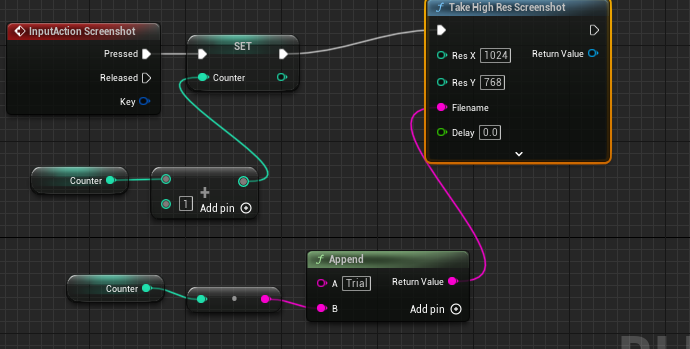 InputAction Screenshot
Pressed
Released
Key
SET
Counter
Take High Res Screenshot
Return Value
Res X 1024
Res Y 768
Filename
Delay 0.0
Counter
1
Add pin
Append
A Trial
Return Value
B
Add pin
Counter